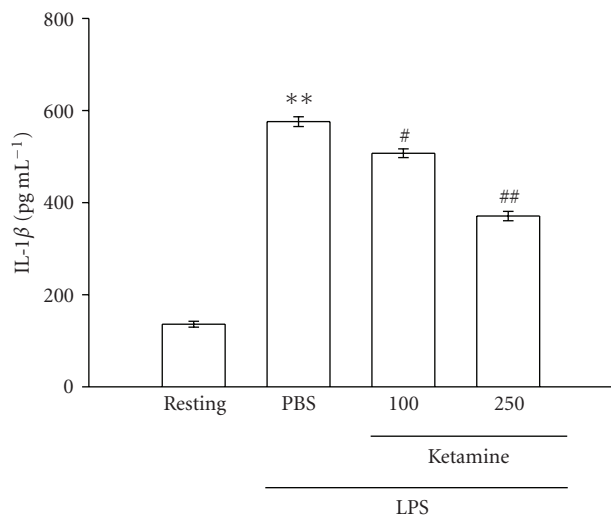 800
600
400
200
0
IL-1β (pg mL⁻¹)
**
#
##
Resting PBS 100 250
Ketamine
LPS